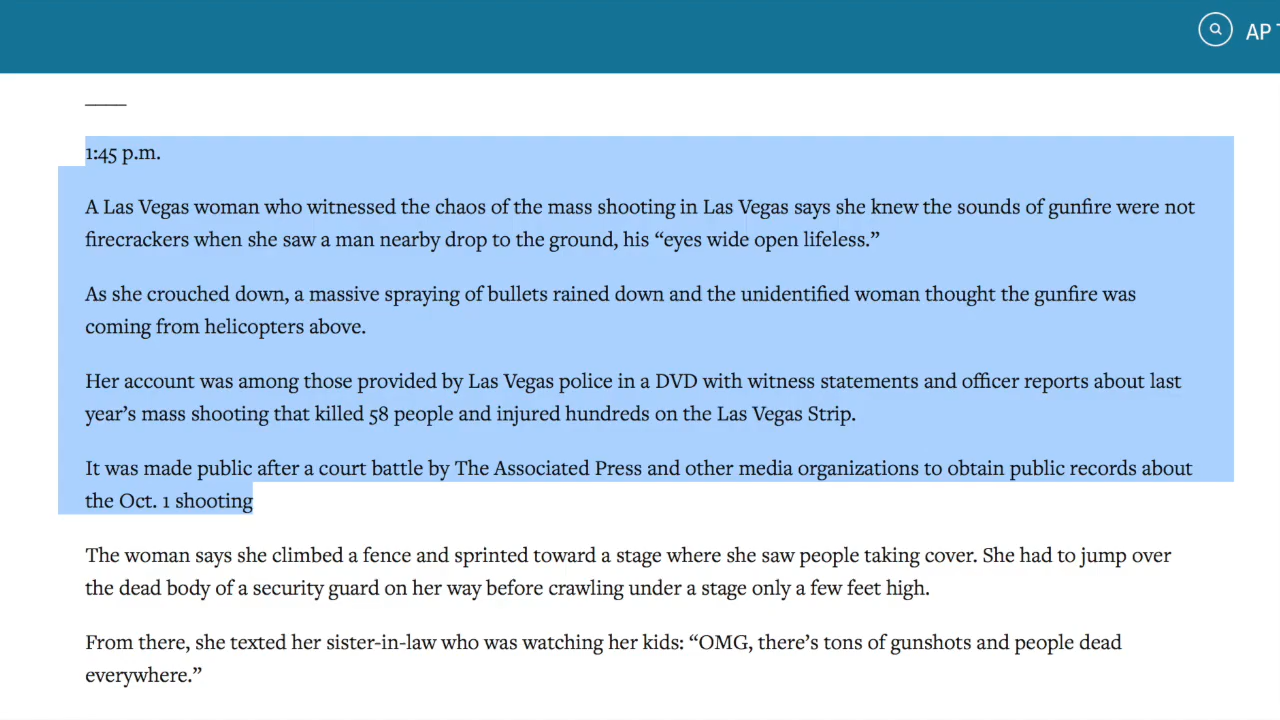 AP
1:45 p.m.
A Las Vegas woman who witnessed the chaos of the mass shooting in Las Vegas says she knew the sounds of gunfire were not
firecrackers when she saw a man nearby drop to the ground, his “eyes wide open lifeless.”
As she crouched down, a massive spraying of bullets rained down and the unidentified woman thought the gunfire was
coming from helicopters above.
Her account was among those provided by Las Vegas police in a DVD with witness statements and officer reports about last
year’s mass shooting that killed 58 people and injured hundreds on the Las Vegas Strip.
It was made public after a court battle by The Associated Press and other media organizations to obtain public records about
the Oct. 1 shooting
The woman says she climbed a fence and sprinted toward a stage where she saw people taking cover. She had to jump over
the dead body of a security guard on her way before crawling under a stage only a few feet high.
From there, she texted her sister-in-law who was watching her kids: “OMG, there’s tons of gunshots and people dead
everywhere.”